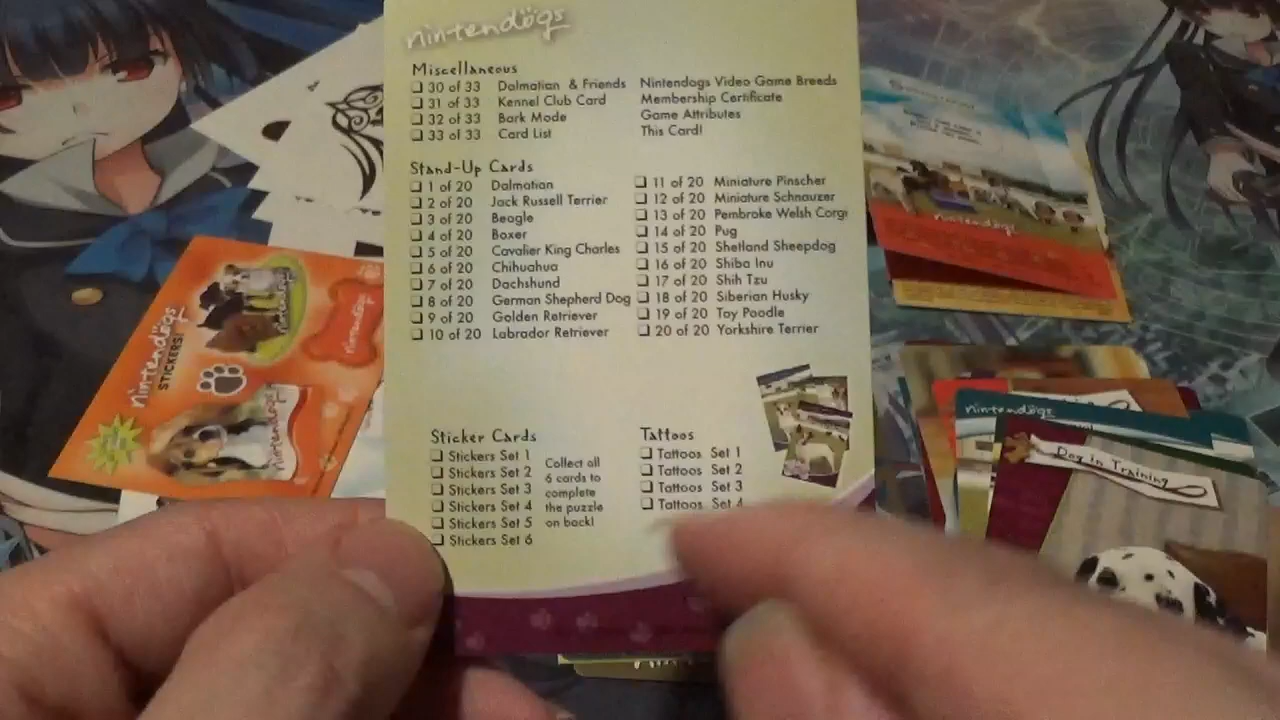 nintendogs
Miscellaneous
30 of 33 Dalmatian & Friends Nintendogs Video Game Breeds
31 of 33 Kennel Club Card Membership Certificate
32 of 33 Bark Mode Game Attributes
33 of 33 Card List This Card!
Stand-Up Cards
1 of 20 Dalmatian
2 of 20 Jack Russell Terrier
3 of 20 Beagle
4 of 20 Boxer
5 of 20 Cavalier King Charles
6 of 20 Chihuahua
7 of 20 Dachshund
8 of 20 German Shepherd Dog
9 of 20 Golden Retriever
10 of 20 Labrador Retriever
11 of 20 Miniature Pinscher
12 of 20 Miniature Schnauzer
13 of 20 Pembroke Welsh Corgi
14 of 20 Pug
15 of 20 Shetland Sheepdog
16 of 20 Shiba Inu
17 of 20 Shih Tzu
18 of 20 Siberian Husky
19 of 20 Toy Poodle
20 of 20 Yorkshire Terrier
Sticker Cards
Stickers Set 1
Stickers Set 2
Stickers Set 3
Stickers Set 4
Stickers Set 5
Stickers Set 6
Collect all
6 cards to
complete
the puzzle
on back!
Tattoos
Tattoos Set 1
Tattoos Set 2
Tattoos Set 3
Tattoos Set 4
nintendogs
STICKERS!
nintendogs
nintendogs
nintendogs
nintendogs
nintendogs
Dog in Training